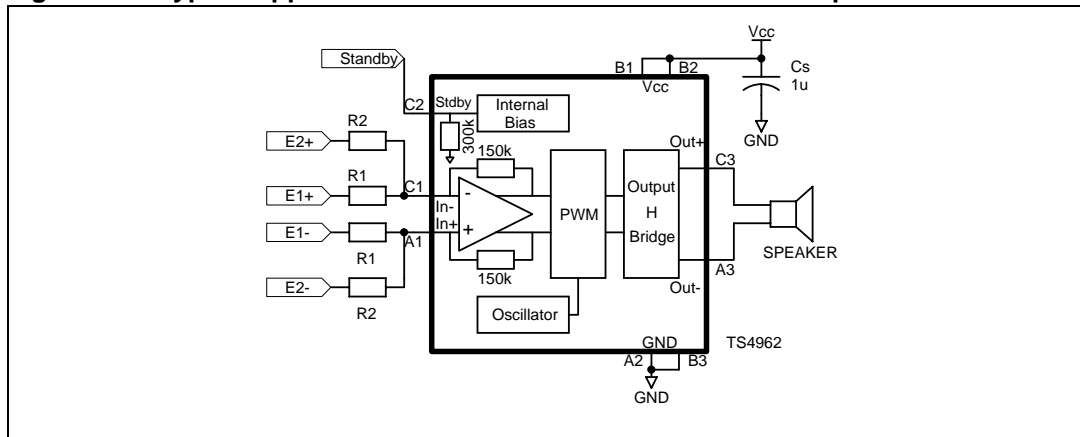 Vcc
B1
B2
Vcc
Cs
1u
GND
Standby
C2
Stdby
Internal
Bias
300k
R2
E2+
150k
Out+
C3
R1
E1+
C1
-
In-
In+
+
PWM
Output
H
Bridge
E1-
A1
R1
SPEAKER
150k
A3
E2-
Out-
R2
Oscillator
GND
TS4962
A2
B3
GND